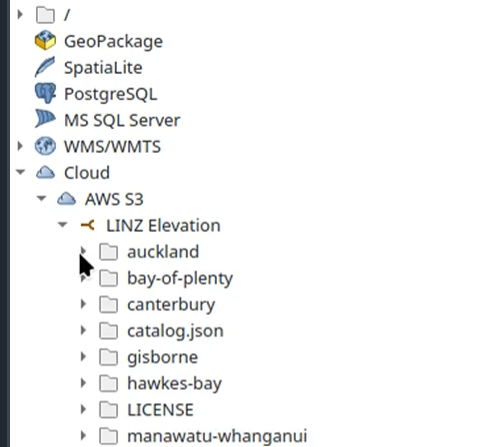 /
GeoPackage
SpatiaLite
PostgreSQL
MS SQL Server
WMS/WMTS
Cloud
AWS S3
LINZ Elevation
auckland
bay-of-plenty
canterbury
catalog.json
gisborne
hawkes-bay
LICENSE
manawatu-whanganui